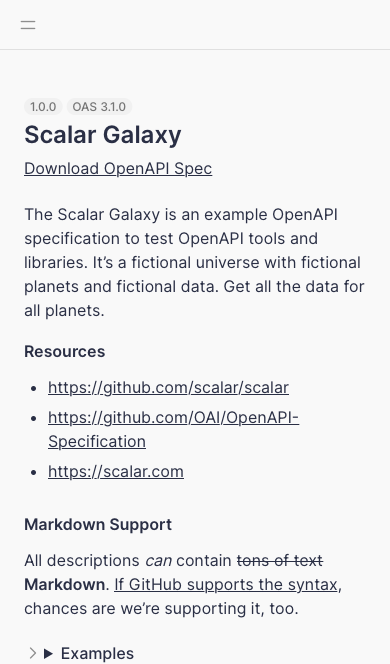 1.0.0 OAS 3.1.0
Scalar Galaxy
Download OpenAPI Spec
The Scalar Galaxy is an example OpenAPI
specification to test OpenAPI tools and
libraries. It’s a fictional universe with fictional
planets and fictional data. Get all the data for
all planets.
Resources
https://github.com/scalar/scalar
https://github.com/OAI/OpenAPI-
Specification
https://scalar.com
Markdown Support
All descriptions can contain tons of text
Markdown. If GitHub supports the syntax,
chances are we’re supporting it, too.
Examples